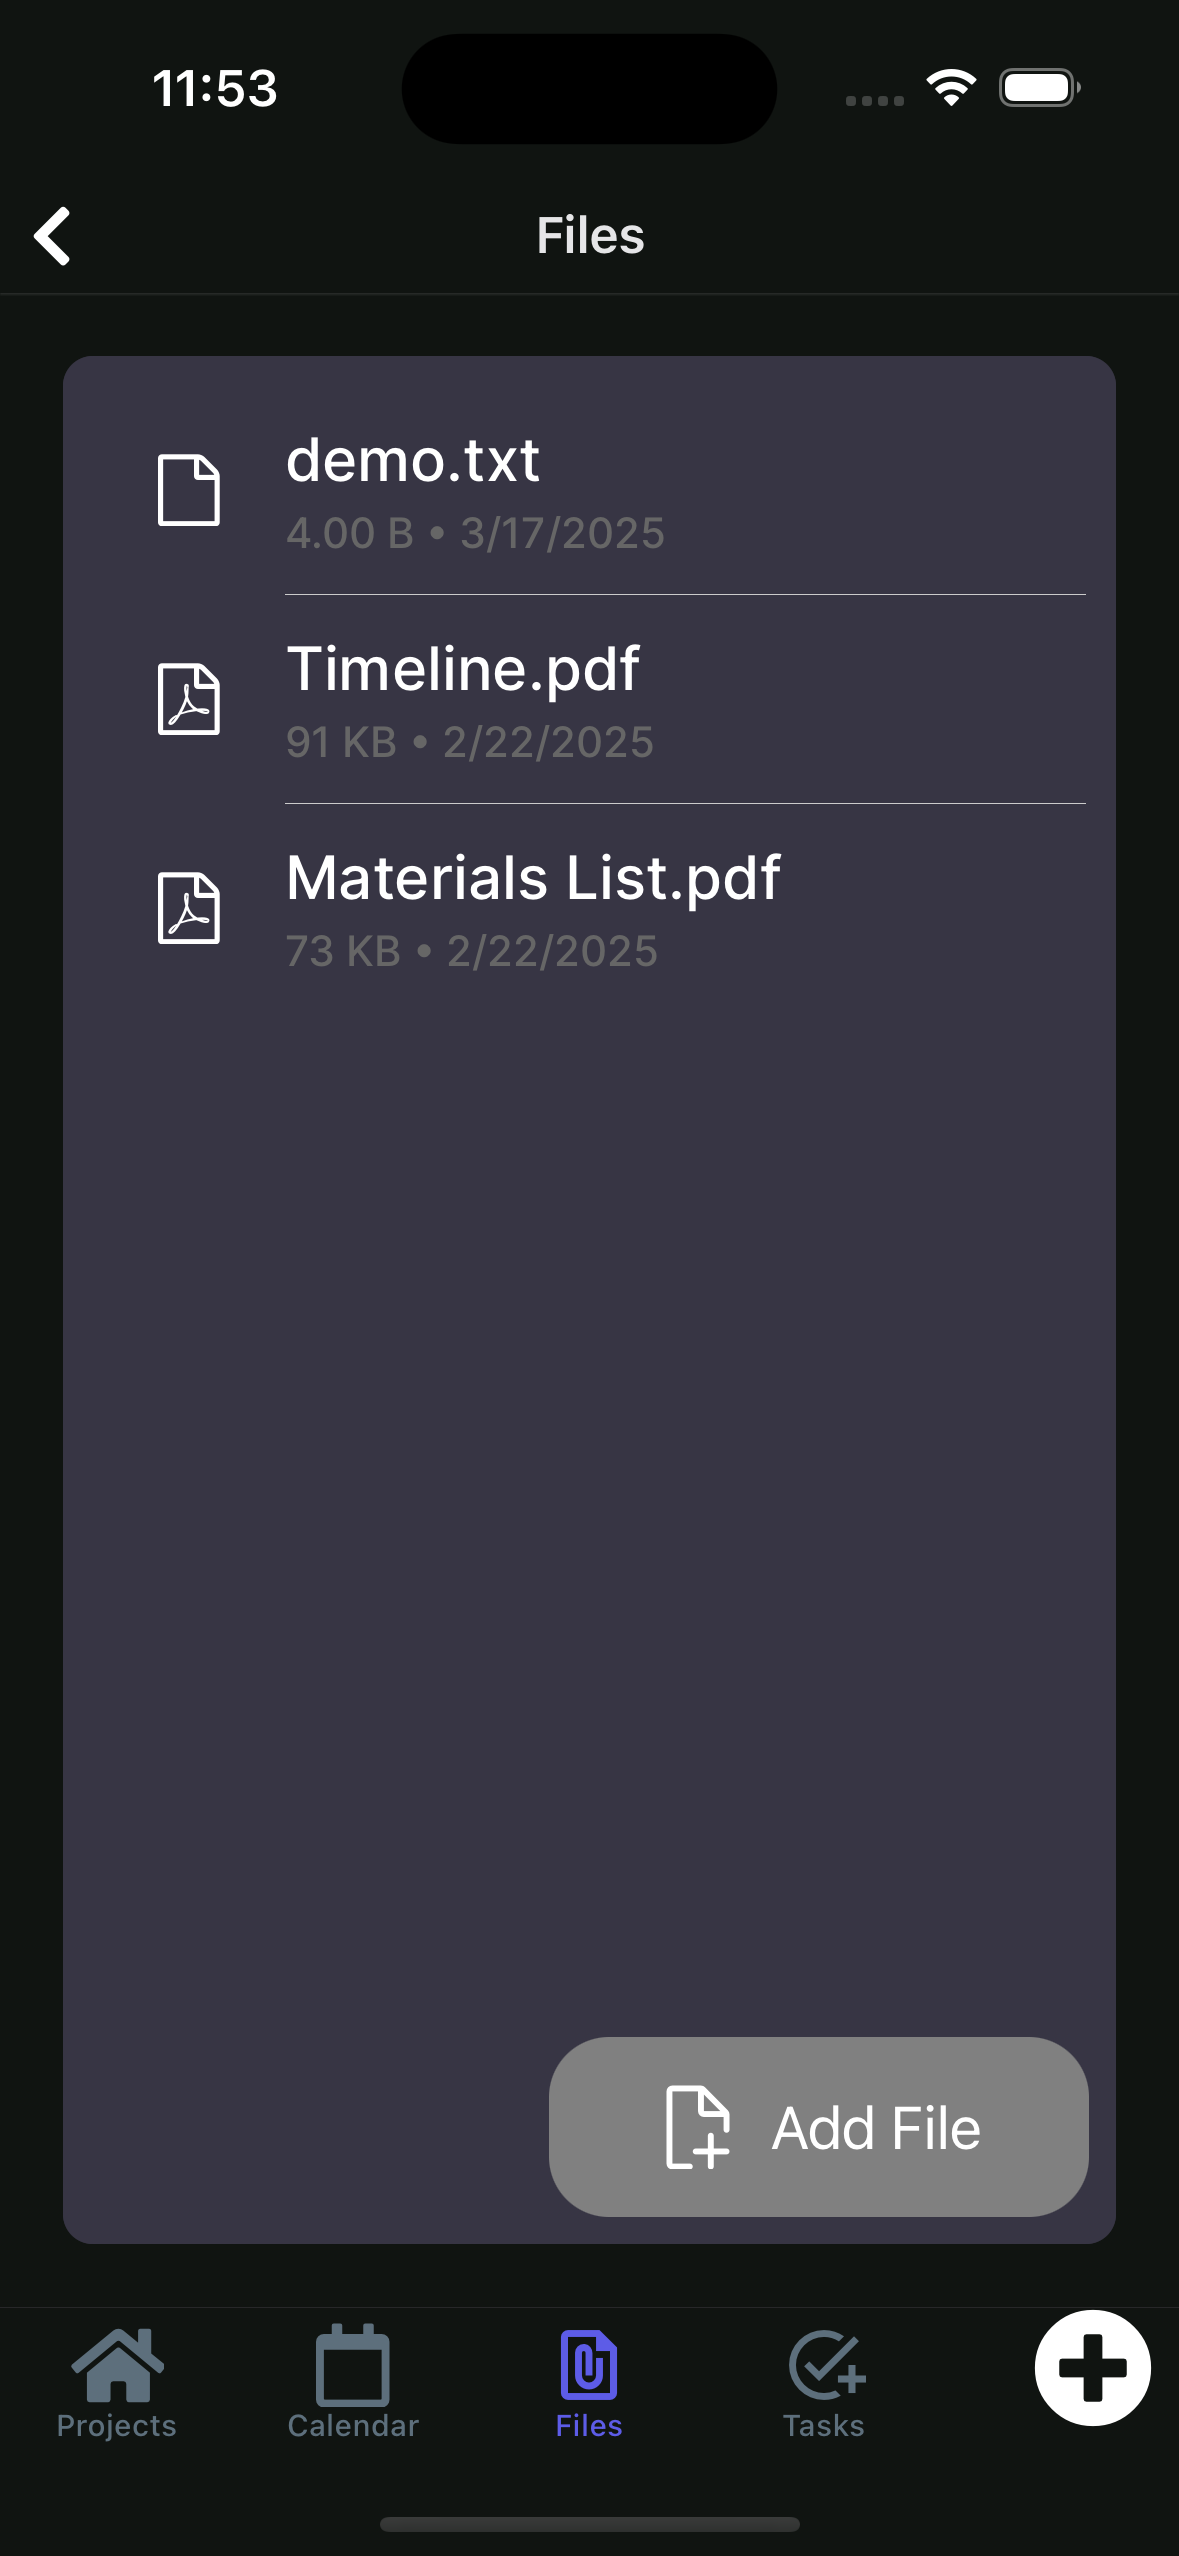 11:53
Files
demo.txt
4.00 B • 3/17/2025
Timeline.pdf
91 KB • 2/22/2025
Materials List.pdf
73 KB • 2/22/2025
Add File
Projects
Calendar
Files
Tasks